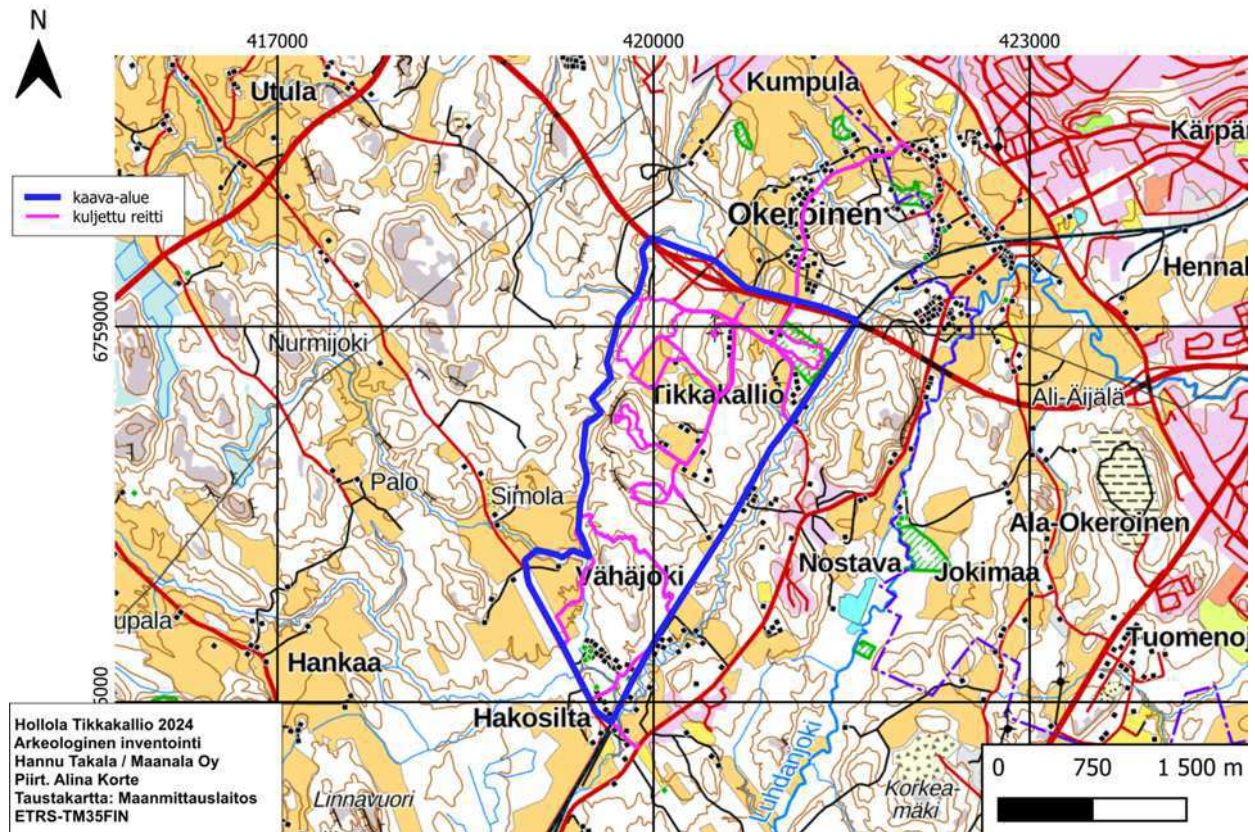 N
417000
420000
423000
Utula
Kumpula
Kärpä
kaava-alue
kuljettu reitti
Okeroinen
Hennal
6759000
Nurmijoki
Tikkakallio
Ali-Äijälä
Palo
Simola
Ala-Okeroinen
Vähäjoki
Nostava
Jokimaa
upala
Hankaa
Tuomenoj
5000
Hakosilta
Hollola Tikkakallio 2024
Arkeologinen inventointi
Hannu Takala / Maanala Oy
Piirt. Alina Korte
Taustakartta: Maanmittauslaitos
ETRS-TM35FIN
Linnavuori
Luhdanjoki
Korkea-
mäki
0 750 1 500 m